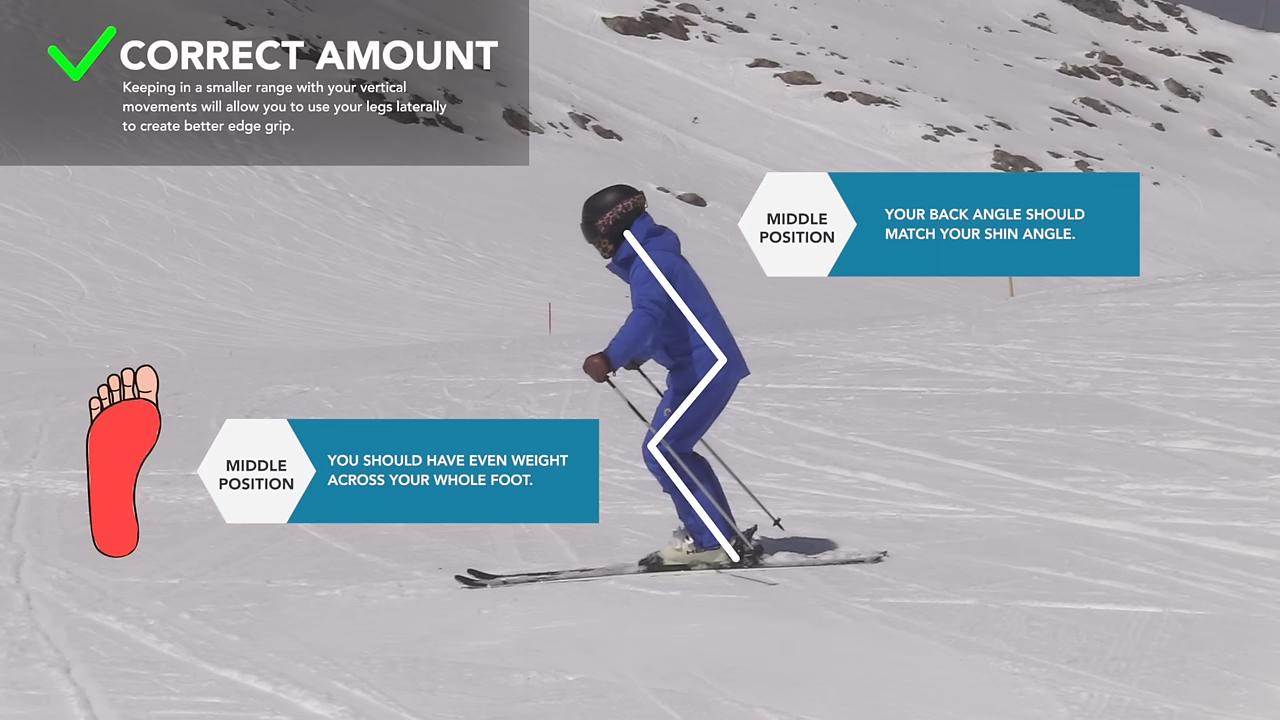 CORRECT AMOUNT
Keeping in a smaller range with your vertical
movements will allow you to use your legs laterally
to create better edge grip.
MIDDLE
POSITION
YOUR BACK ANGLE SHOULD
MATCH YOUR SHIN ANGLE.
MIDDLE
POSITION
YOU SHOULD HAVE EVEN WEIGHT
ACROSS YOUR WHOLE FOOT.